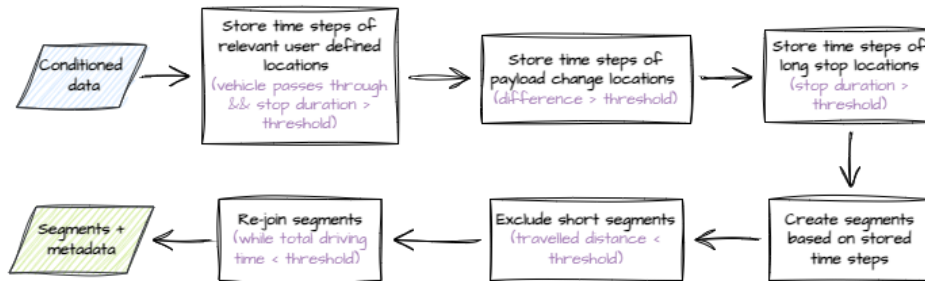 Conditioned
data
Store time steps of
relevant user defined
locations
(vehicle passes through
&& stop duration >
threshold)
Store time steps of
payload change locations
(difference > threshold)
Store time steps of
long stop locations
(stop duration >
threshold)
Create segments
based on stored
time steps
Exclude short segments
(travelled distance <
threshold)
Re-join segments
(while total driving
time < threshold)
Segments +
metadata